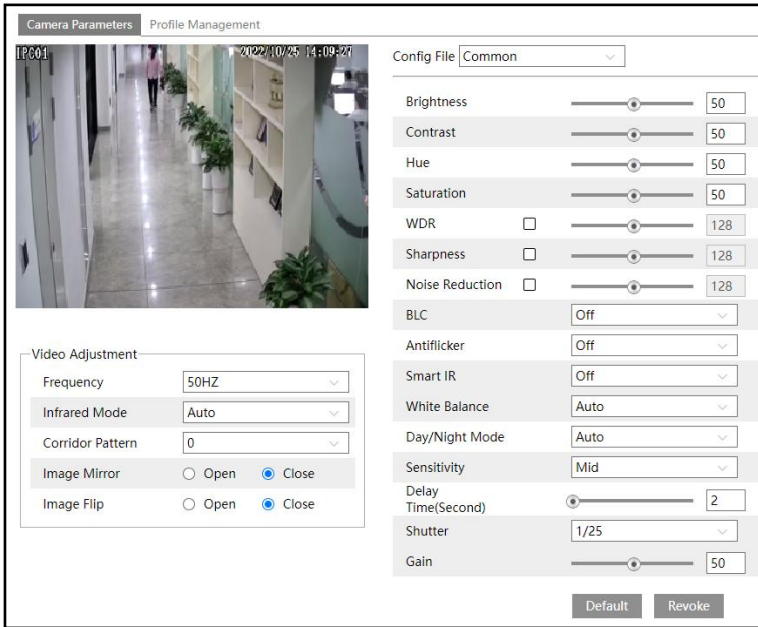 Camera Parameters Profile Management
IPC01 2022/10/25 14:09:27
Config File Common
Brightness 50
Contrast 50
Hue 50
Saturation 50
WDR 128
Sharpness 128
Noise Reduction 128
BLC Off
Antiflicker Off
Smart IR Off
White Balance Auto
Day/Night Mode Auto
Sensitivity Mid
Delay
Time(Second) 2
Shutter 1/25
Gain 50
Default Revoke
Video Adjustment
Frequency 50HZ
Infrared Mode Auto
Corridor Pattern 0
Image Mirror Open Close
Image Flip Open Close